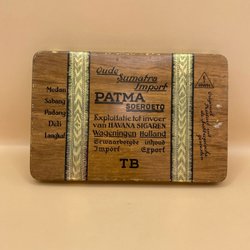 Oude
Sumatra
Import
PATMA
SOEROETO
Exploitatie tot invoer
van HAVANA SIGAREN
Wageningen Holland
Gewaarborgde inhoud
Import Export
TB
Medan
Sabang
Padang
Deli
Langkat